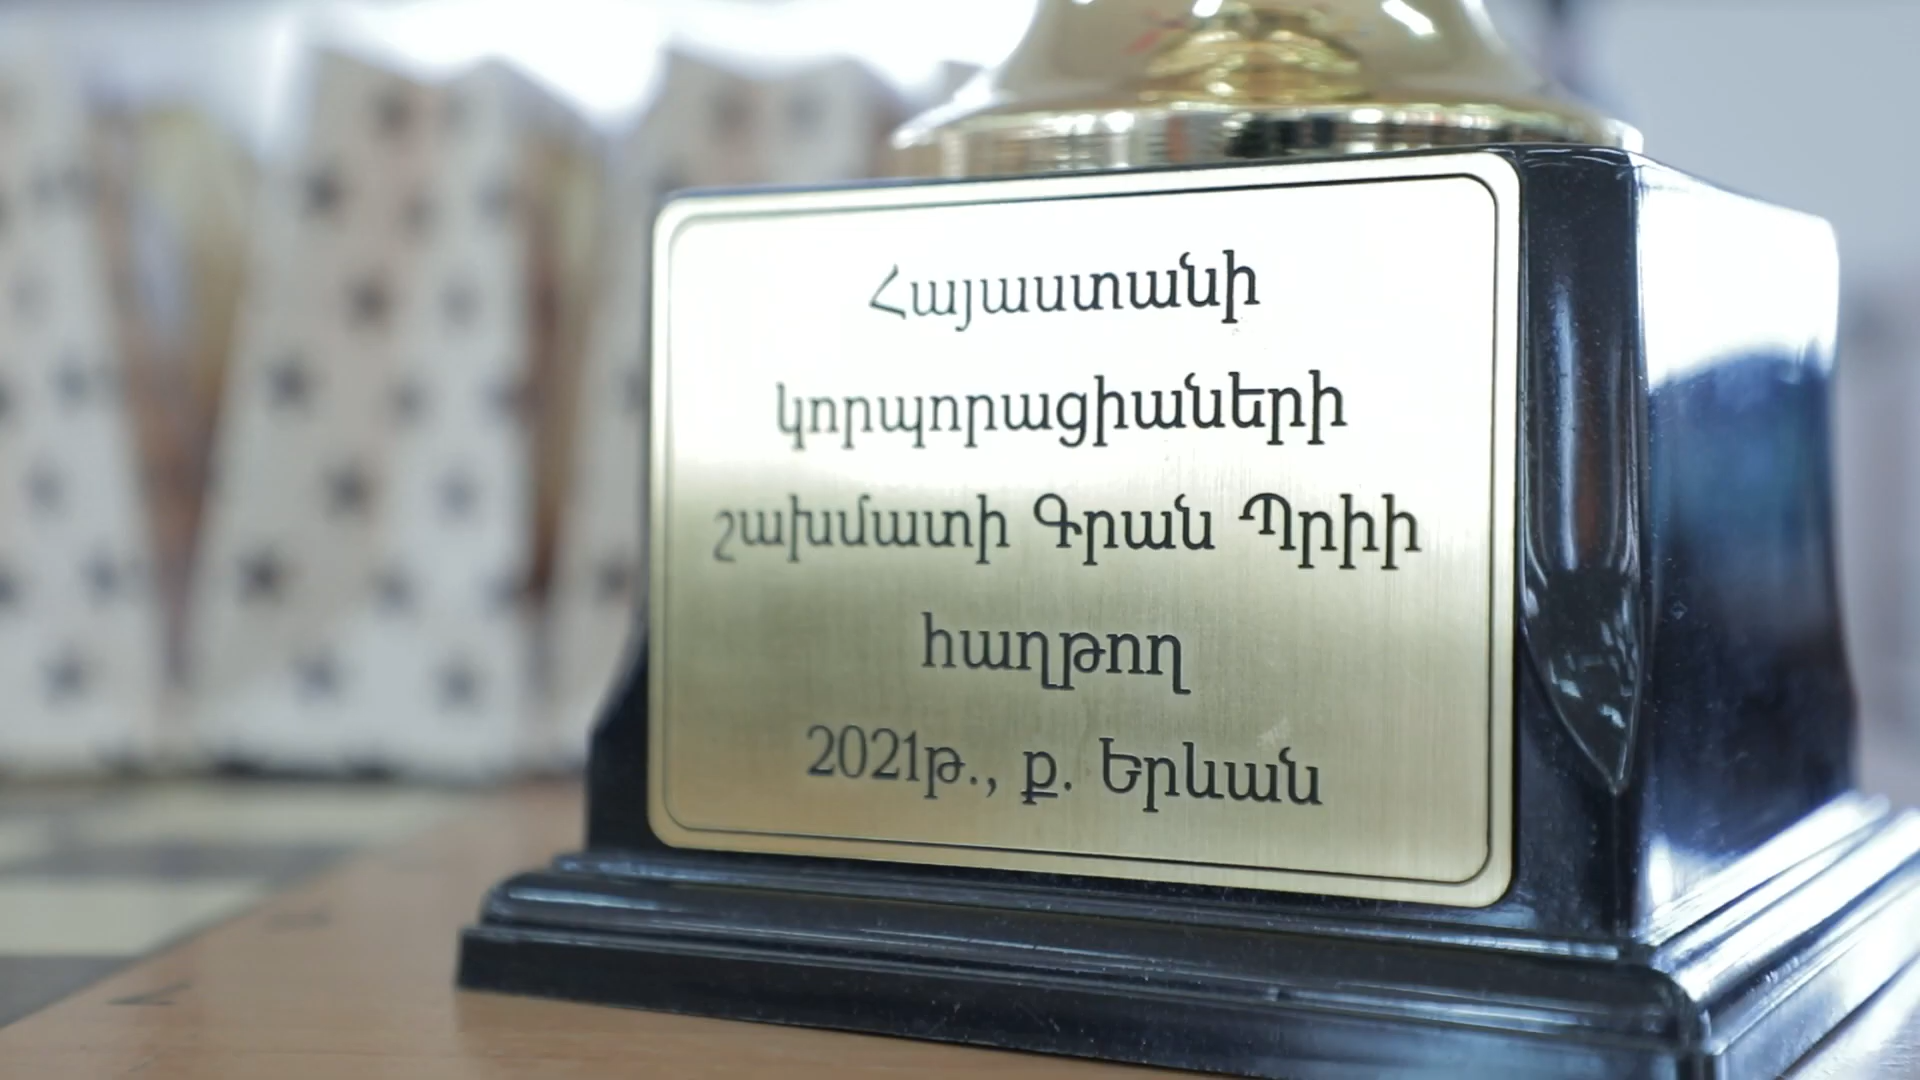 Հայաստանի
կորպորացիաների
շախմատի Գրան Պրիի
հաղթող
2021թ., ք. Երևան